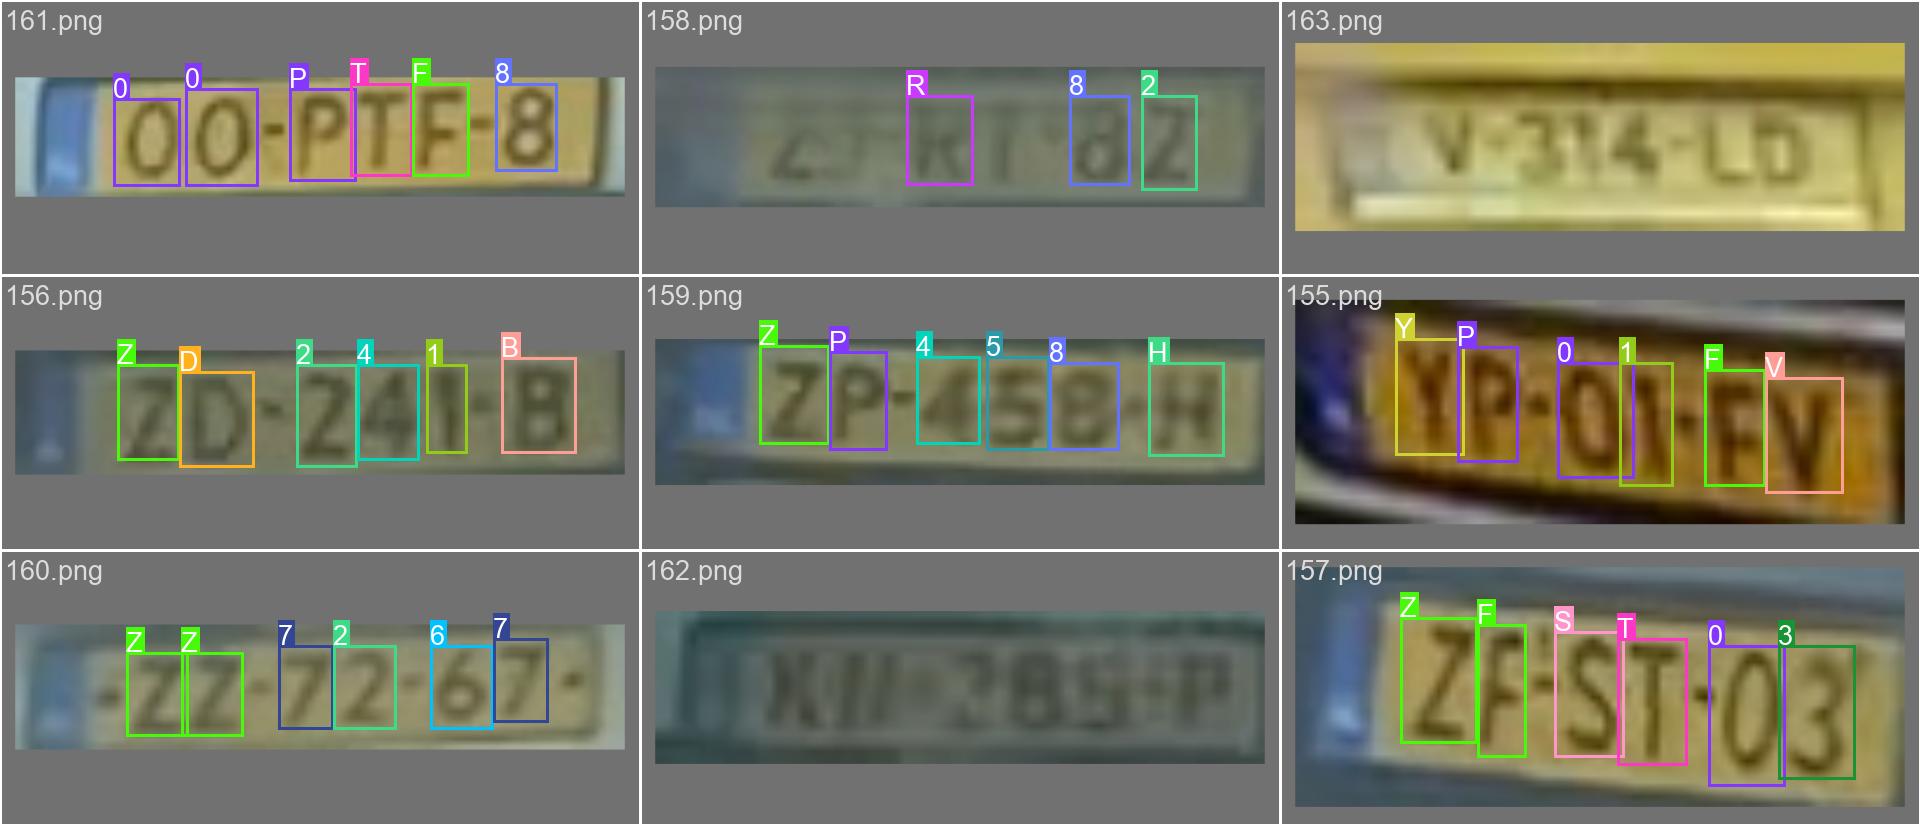 161.png
0 0 P T F 8
00-PTF-8
158.png
R 8 2
163.png
156.png
Z D 2 4 1 B
ZD-241-B
159.png
Z P 4 5 8 H
ZP-458-H
155.png
Y P 0 1 F V
YP-01-FV
160.png
Z Z 7 2 6 7
-ZZ-72-67-
162.png
157.png
Z F S T 0 3
ZF-ST-03